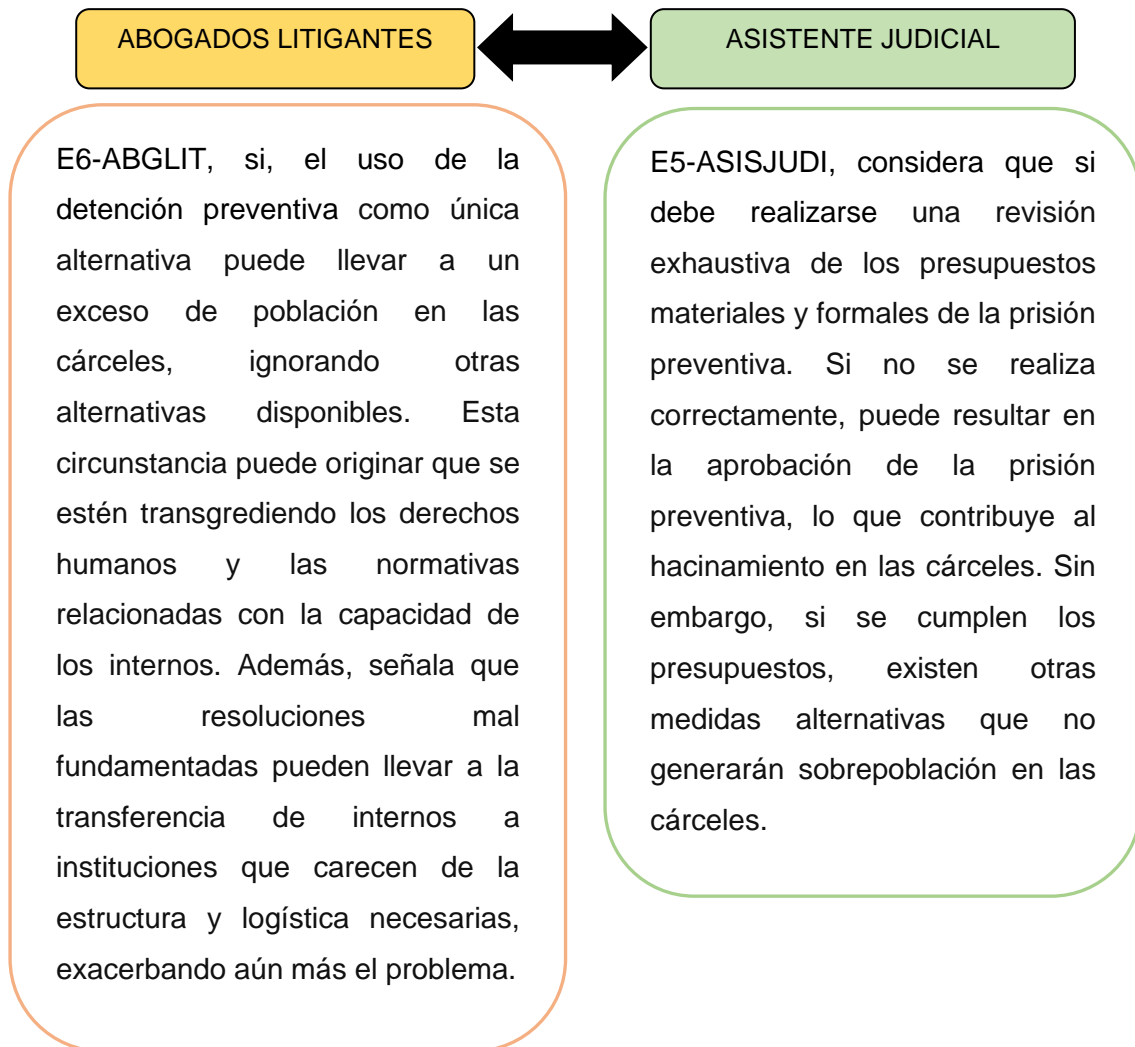 ABOGADOS LITIGANTES
ASISTENTE JUDICIAL
E6-ABGLIT, si, el uso de la
detención preventiva como única
alternativa puede llevar a un
exceso de población en las
cárceles, ignorando otras
alternativas disponibles. Esta
circunstancia puede originar que se
estén transgrediendo los derechos
humanos y las normativas
relacionadas con la capacidad de
los internos. Además, señala que
las resoluciones mal
fundamentadas pueden llevar a la
transferencia de internos a
instituciones que carecen de la
estructura y logística necesarias,
exacerbando aún más el problema.
E5-ASISJUDI, considera que si
debe realizarse una revisión
exhaustiva de los presupuestos
materiales y formales de la prisión
preventiva. Si no se realiza
correctamente, puede resultar en
la aprobación de la prisión
preventiva, lo que contribuye al
hacinamiento en las cárceles. Sin
embargo, si se cumplen los
presupuestos, existen otras
medidas alternativas que no
generarán sobrepoblación en las
cárceles.